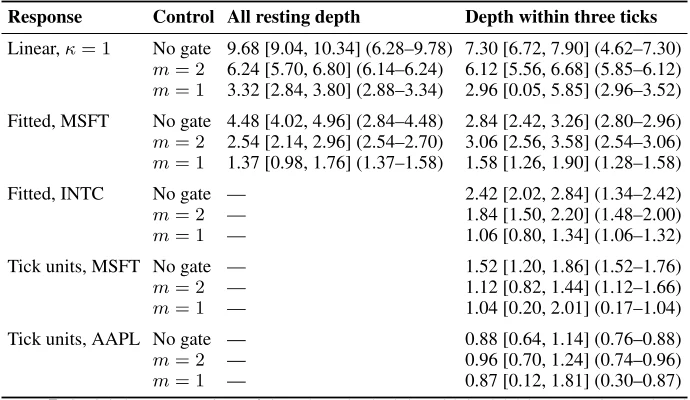 Response Control All resting depth Depth within three ticks
Linear, κ = 1 No gate 9.68 [9.04, 10.34] (6.28–9.78) 7.30 [6.72, 7.90] (4.62–7.30)
m = 2 6.24 [5.70, 6.80] (6.14–6.24) 6.12 [5.56, 6.68] (5.85–6.12)
m = 1 3.32 [2.84, 3.80] (2.88–3.34) 2.96 [0.05, 5.85] (2.96–3.52)
Fitted, MSFT No gate 4.48 [4.02, 4.96] (2.84–4.48) 2.84 [2.42, 3.26] (2.80–2.96)
m = 2 2.54 [2.14, 2.96] (2.54–2.70) 3.06 [2.56, 3.58] (2.54–3.06)
m = 1 1.37 [0.98, 1.76] (1.37–1.58) 1.58 [1.26, 1.90] (1.28–1.58)
Fitted, INTC No gate — 2.42 [2.02, 2.84] (1.34–2.42)
m = 2 — 1.84 [1.50, 2.20] (1.48–2.00)
m = 1 — 1.06 [0.80, 1.34] (1.06–1.32)
Tick units, MSFT No gate — 1.52 [1.20, 1.86] (1.52–1.76)
m = 2 — 1.12 [0.82, 1.44] (1.12–1.66)
m = 1 — 1.04 [0.20, 2.01] (0.17–1.04)
Tick units, AAPL No gate — 0.88 [0.64, 1.14] (0.76–0.88)
m = 2 — 0.96 [0.70, 1.24] (0.74–0.96)
m = 1 — 0.87 [0.12, 1.81] (0.30–0.87)